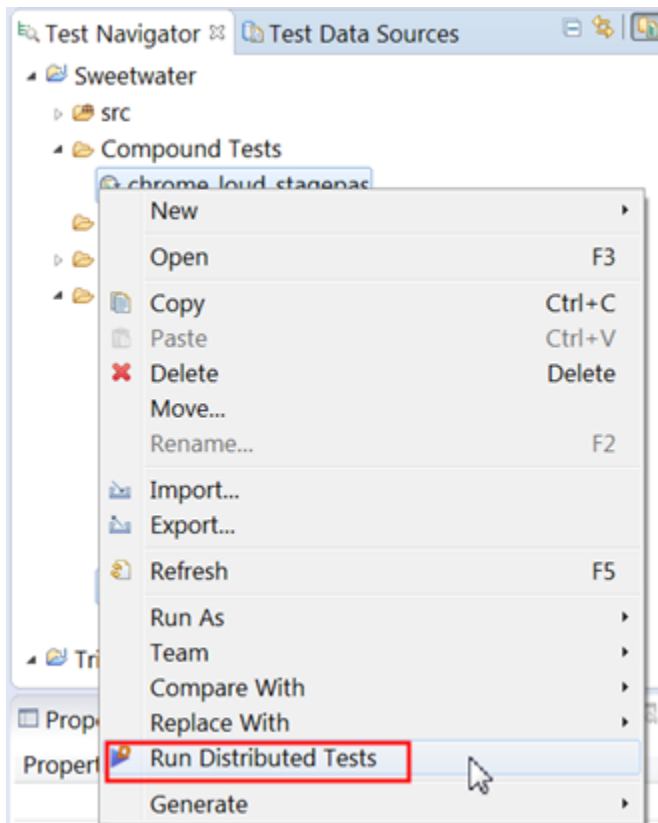 Test Navigator Test Data Sources
Sweetwater
src
Compound Tests
chrome_loud_stagepas
New
Open F3
Copy Ctrl+C
Paste Ctrl+V
Delete Delete
Move...
Rename... F2
Import...
Export...
Refresh F5
Run As
Team
Tri
Compare With
Replace With
Prop
Run Distributed Tests
Propert
Generate